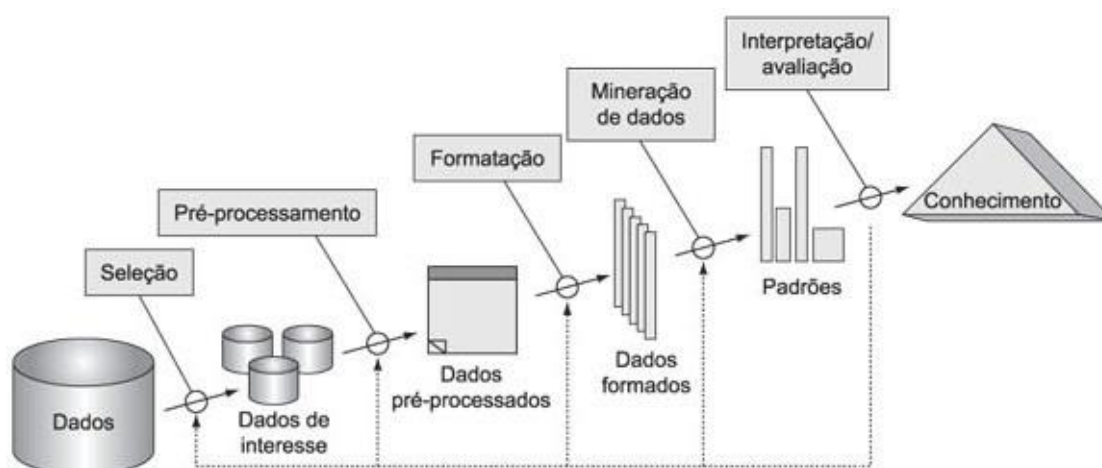 Interpretação/
avaliação
Mineração
de dados
Formatação
Pré-processamento
Seleção
Conhecimento
Padrões
Dados
formados
Dados
pré-processados
Dados de
interesse
Dados